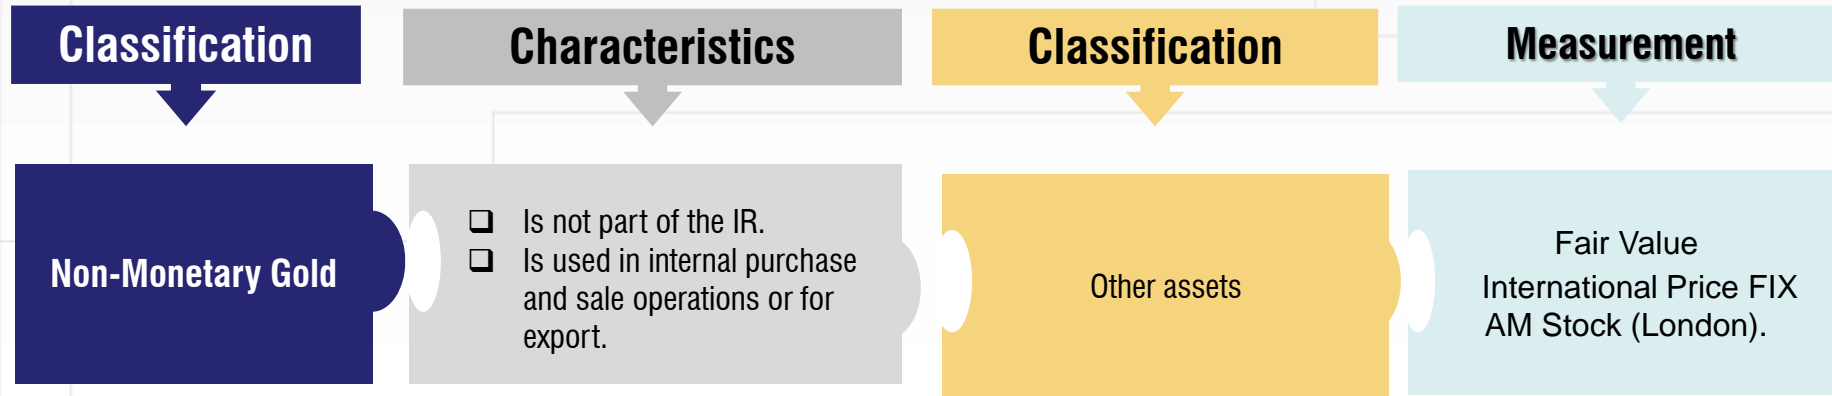 Classification
Characteristics
Classification
Measurement
Non-Monetary Gold
❑ Is not part of the IR.
❑ Is used in internal purchase
and sale operations or for
export.
Other assets
Fair Value
International Price FIX
AM Stock (London).